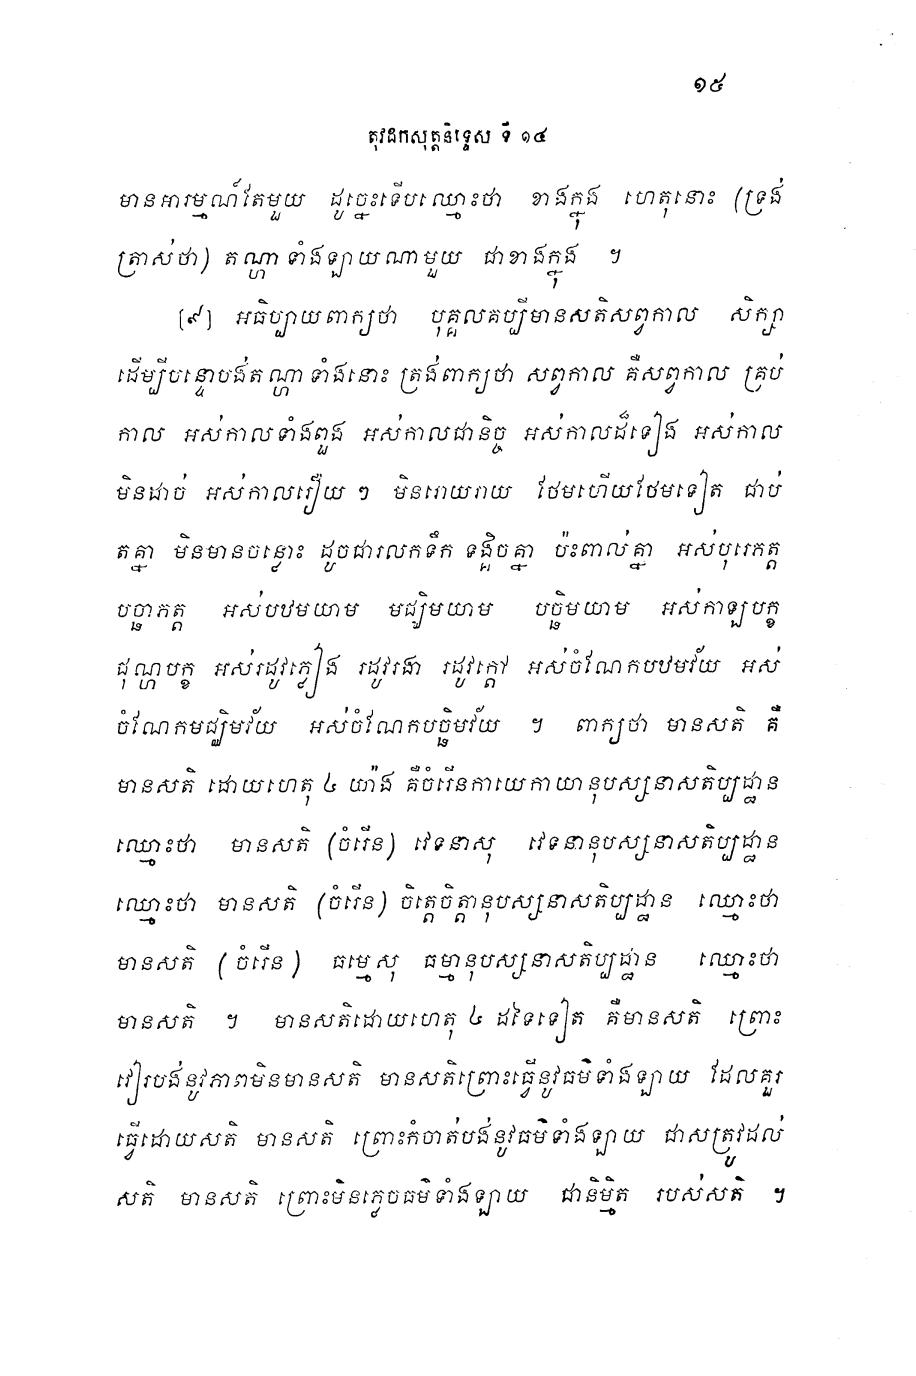 ១៥
តុវដកសុត្តនិទ្ទេស ទី ១៤
មានអារម្មណ៍តែមួយ ដូច្នេះទើបឈ្មោះថា ខាងក្នុង ហេតុនោះ (ទ្រង់
ត្រាស់ថា) តណ្ហា ទាំងឡាយណាមួយ ជាខាងក្នុង ។
[៩] អធិប្បាយពាក្យថា បុគ្គលគប្បីមានសតិសព្វកាល សិក្សា
ដើម្បីបន្ទោបង់តណ្ហា ទាំងនោះ ត្រង់ពាក្យថា សព្វកាល គឺសព្វកាល គ្រប់
កាល អស់កាលទាំងពួង អស់កាលជានិច្ច អស់កាលដ៏ទៀង អស់កាល
មិនដាច់ អស់កាលរឿយ ៗ មិនរោយរាយ ថែមហើយថែមទៀត ជាប់
តគ្នា មិនមានចន្លោះ ដូចជារលកទឹក ទង្គិចគ្នា ប៉ះពាល់គ្នា អស់បុរេភត្ត
បច្ឆាភត្ត អស់បឋមយាម មជ្ឈិមយាម បច្ឆិមយាម អស់កាឡបក្ខ
ជុណ្ហបក្ខ អស់រដូវភ្លៀង រដូវរងា រដូវក្តៅ អស់ចំណែកបឋមវ័យ អស់
ចំណែកមជ្ឈិមវ័យ អស់ចំណែកបច្ឆិមវ័យ ។ ពាក្យថា មានសតិ គឺ
មានសតិ ដោយហេតុ ៤ យ៉ាង គឺចំរើនកាយេកាយានុបស្សនាសតិប្បដ្ឋាន
ឈ្មោះថា មានសតិ (ចំរើន) វេទនាសុ វេទនានុបស្សនាសតិប្បដ្ឋាន
ឈ្មោះថា មានសតិ (ចំរើន) ចិត្តេចិត្តានុបស្សនាសតិប្បដ្ឋាន ឈ្មោះថា
មានសតិ (ចំរើន) ធម្មេសុ ធម្មានុបស្សនាសតិប្បដ្ឋាន ឈ្មោះថា
មានសតិ ។ មានសតិដោយហេតុ ៤ ដទៃទៀត គឺមានសតិ ព្រោះ
វៀរបង់នូវភាពមិនមានសតិ មានសតិព្រោះធ្វើនូវធម៌ទាំងឡាយ ដែលគួរ
ធ្វើដោយសតិ មានសតិ ព្រោះកំចាត់បង់នូវធម៌ទាំងឡាយ ជាសត្រូវដល់
សតិ មានសតិ ព្រោះមិនភ្លេចធម៌ទាំងឡាយ ជានិម្មិត របស់សតិ ។